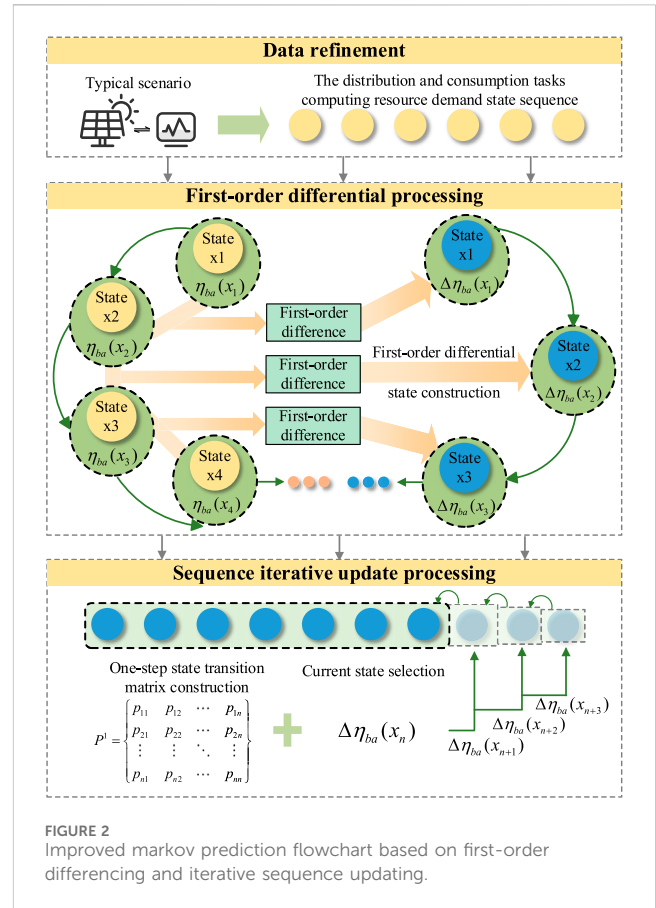 Data refinement
Typical scenario
The distribution and consumption tasks
computing resource demand state sequence
First-order differential processing
State
x1
η_ba(x_1)
State
x2
η_ba(x_2)
State
x3
η_ba(x_3)
State
x4
η_ba(x_4)
First-order
difference
First-order
difference
First-order
difference
First-order differential
state construction
State
x1
Δη_ba(x_1)
State
x2
Δη_ba(x_2)
State
x3
Δη_ba(x_3)
Sequence iterative update processing
One-step state transition
matrix construction
P^1 = { p_11 p_12 ⋯ p_1n
p_21 p_22 ⋯ p_2n
⋮ ⋮ ⋱ ⋮
p_n1 p_n2 ⋯ p_nn }
Current state selection
Δη_ba(x_n)
Δη_ba(x_n+1)
Δη_ba(x_n+2)
Δη_ba(x_n+3)
FIGURE 2
Improved markov prediction flowchart based on first-order
differencing and iterative sequence updating.